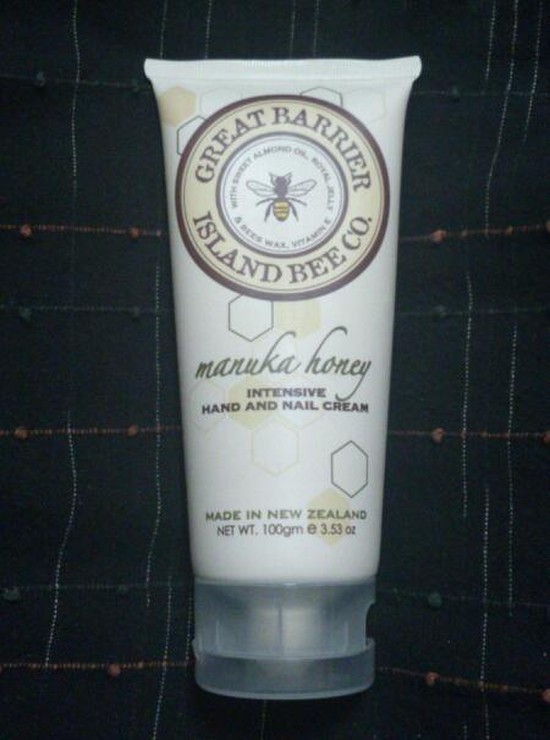 GREAT BARRIER
WITH SWEET ALMOND OIL, ROYAL JELLY
& BEES WAX, VITAMIN E
ISLAND BEE CO.
manuka honey
INTENSIVE
HAND AND NAIL CREAM
MADE IN NEW ZEALAND
NET WT. 100gm e 3.53 oz